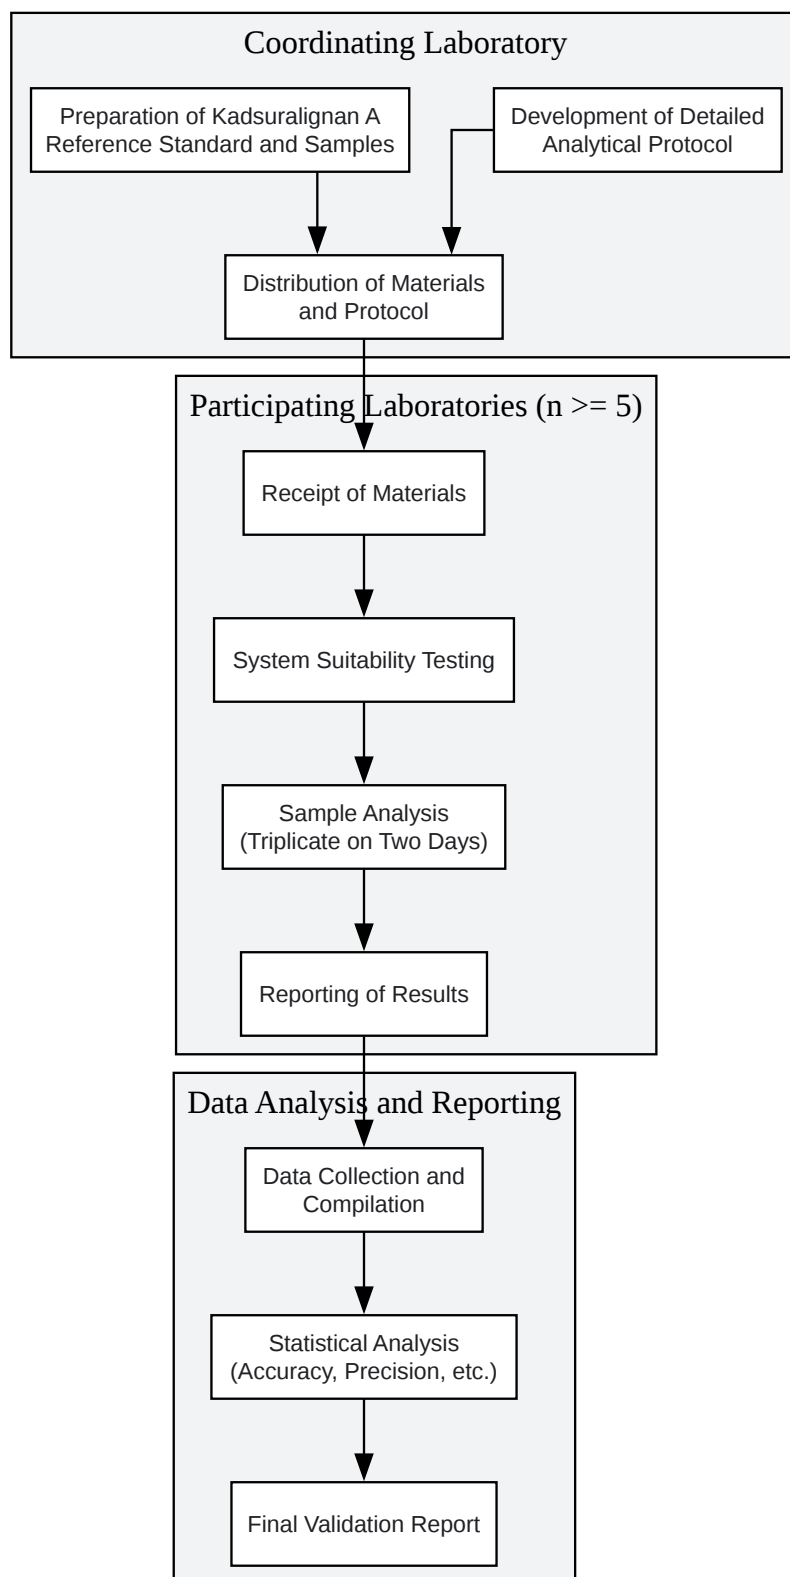 Coordinating Laboratory
Preparation of Kadsuralignan A
Reference Standard and Samples
Development of Detailed
Analytical Protocol
Distribution of Materials
and Protocol
Participating Laboratories (n >= 5)
Receipt of Materials
System Suitability Testing
Sample Analysis
(Triplicate on Two Days)
Reporting of Results
Data Analysis and Reporting
Data Collection and
Compilation
Statistical Analysis
(Accuracy, Precision, etc.)
Final Validation Report